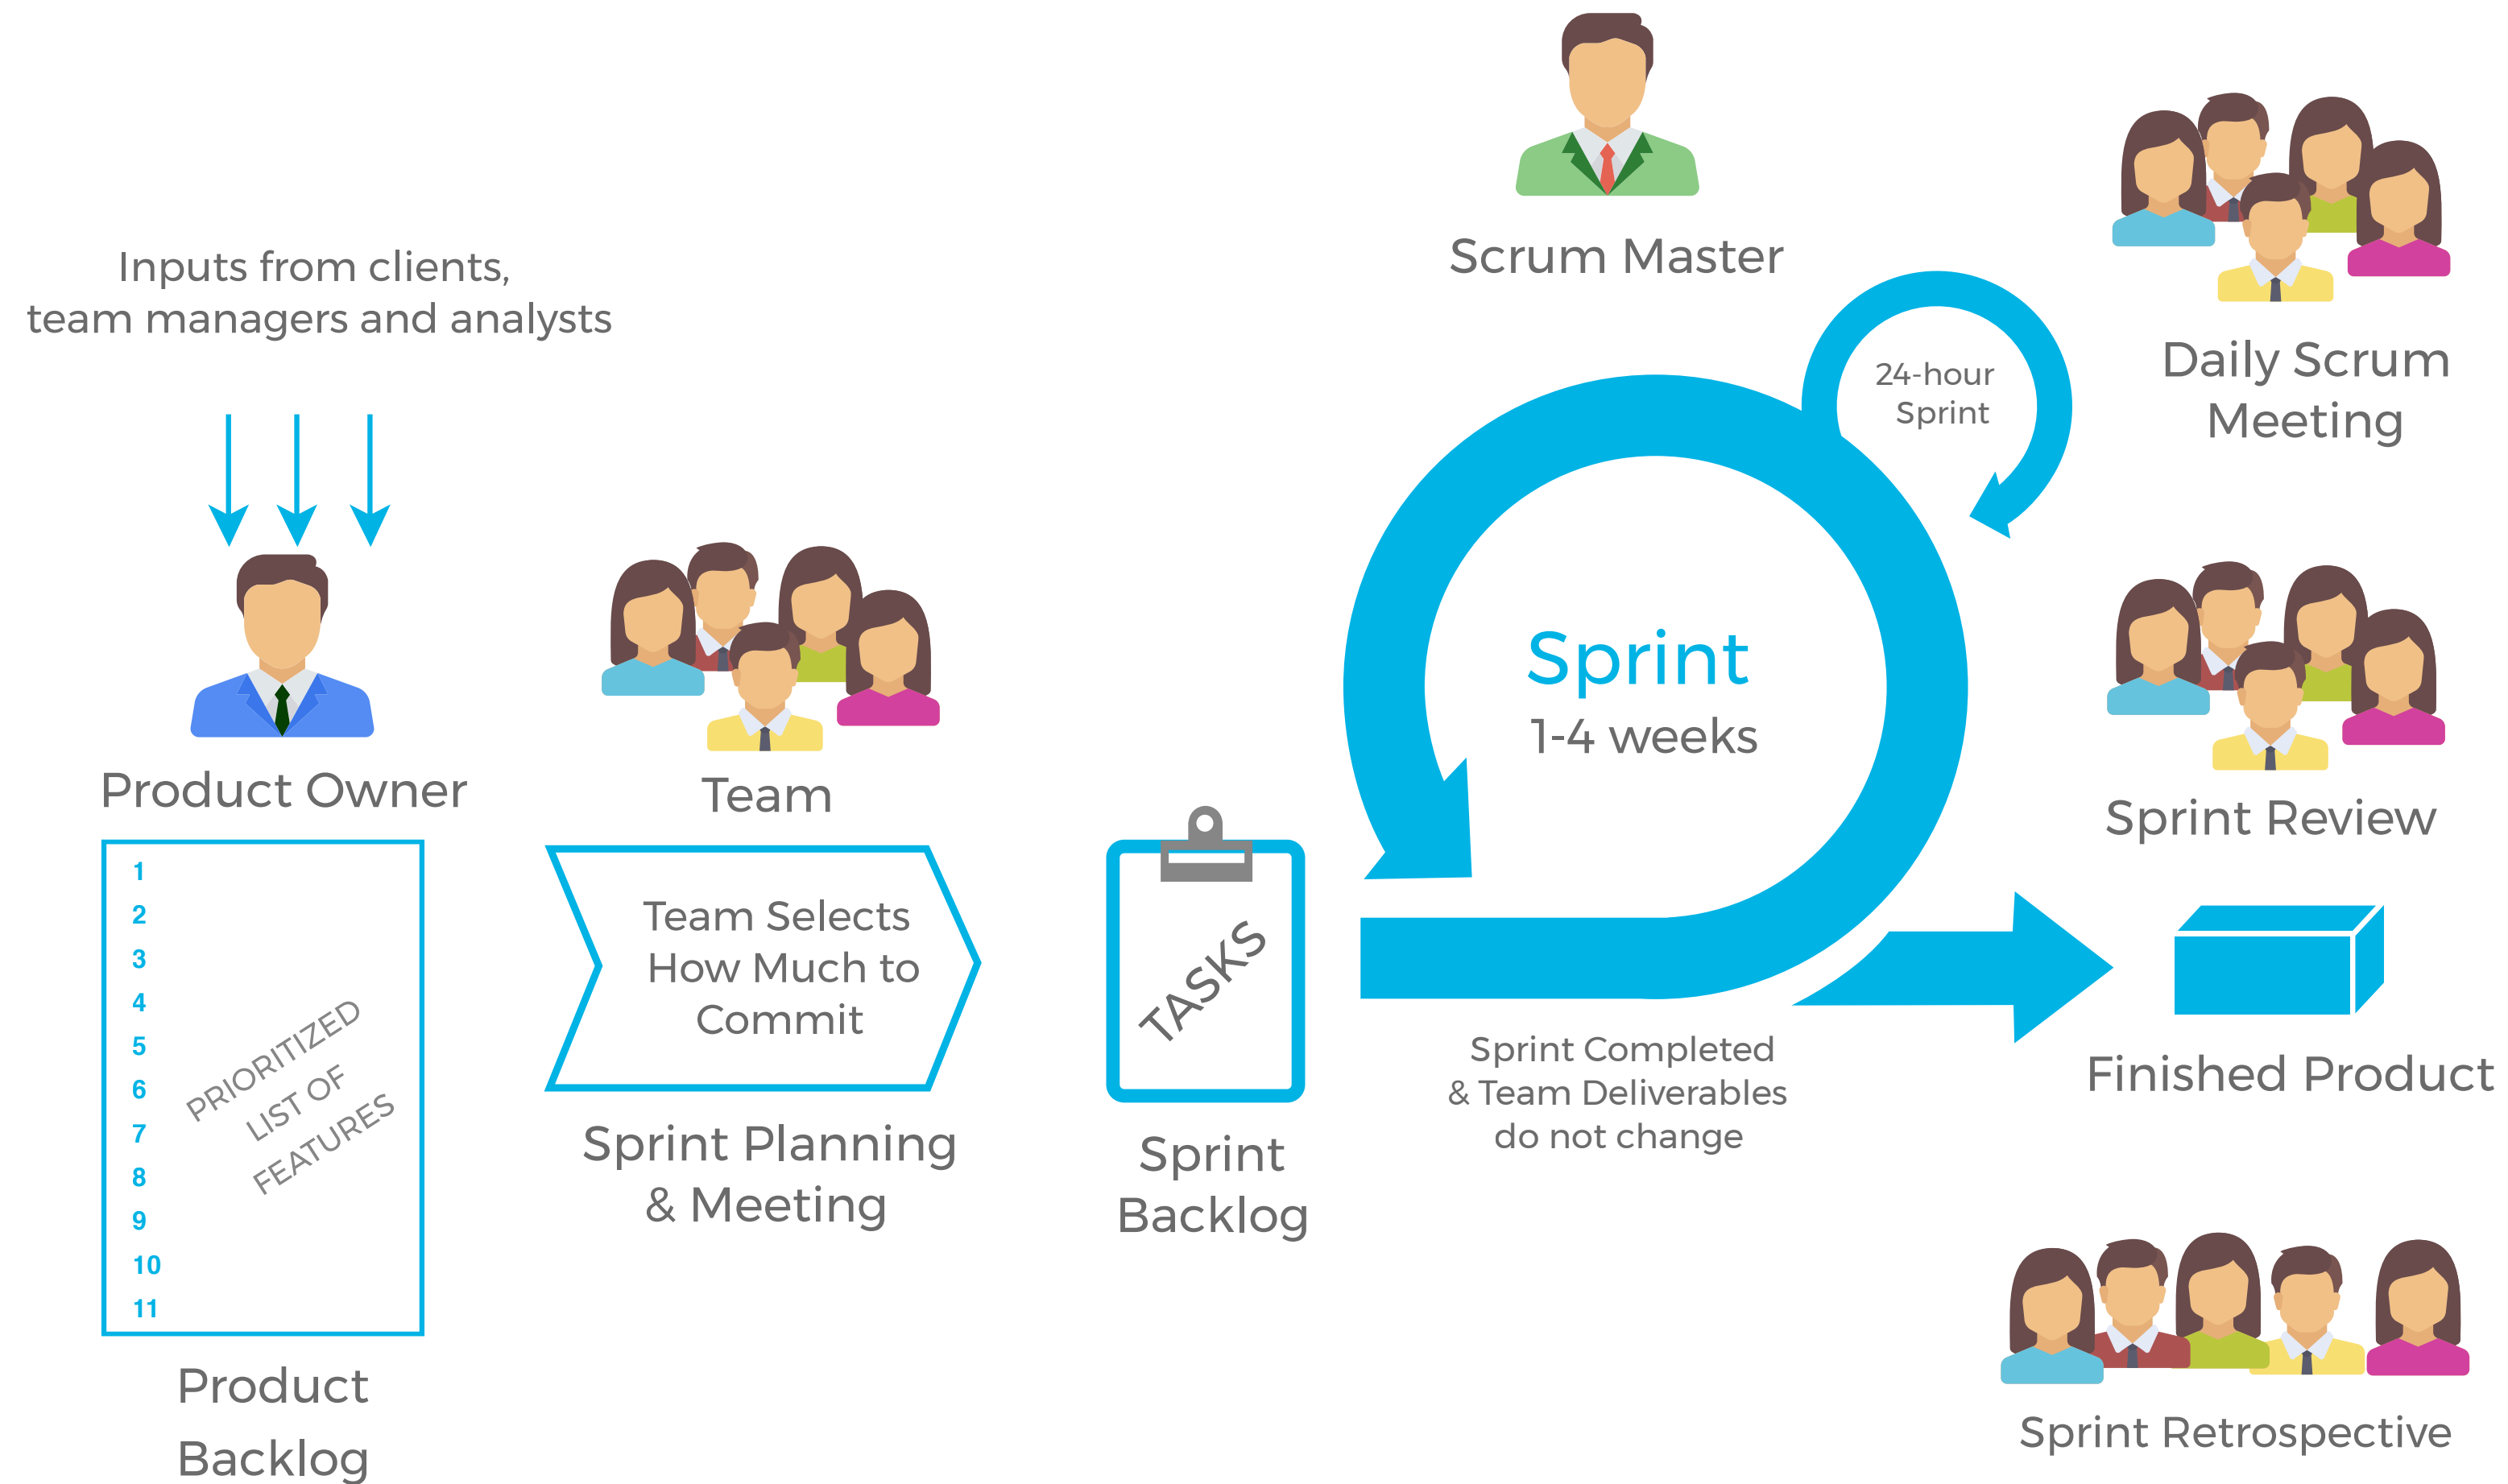 Inputs from clients,
team managers and analysts
Product Owner
1
2
3
4
5
6
7
8
9
10
11
PRIORITIZED
LIST OF
FEATURES
Product
Backlog
Team
Team Selects
How Much to
Commit
Sprint Planning
& Meeting
TASKS
Sprint
Backlog
Scrum Master
Sprint
1-4 weeks
24-hour
Sprint
Sprint Completed
& Team Deliverables
do not change
Daily Scrum
Meeting
Sprint Review
Finished Product
Sprint Retrospective